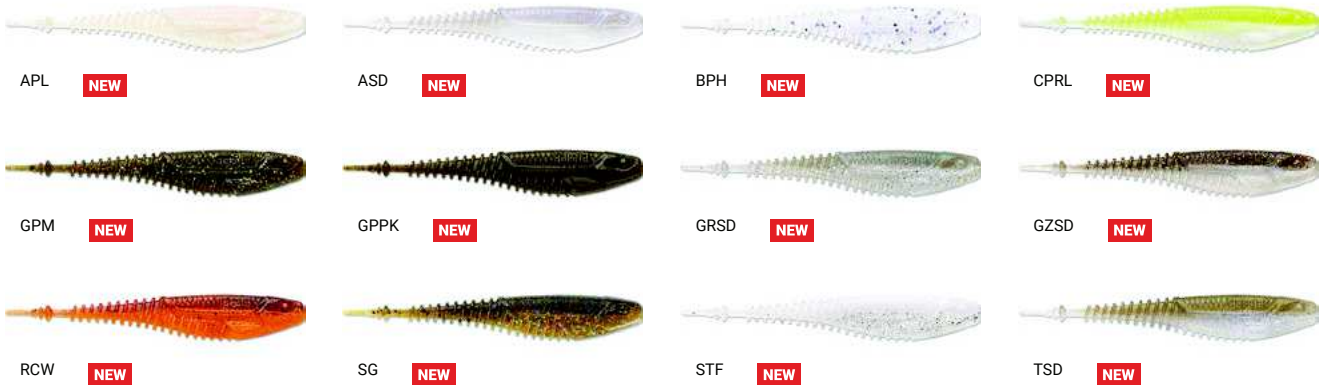 APL NEW
ASD NEW
BPH NEW
CPRL NEW
GPM NEW
GPPK NEW
GRSD NEW
GZSD NEW
RCW NEW
SG NEW
STF NEW
TSD NEW